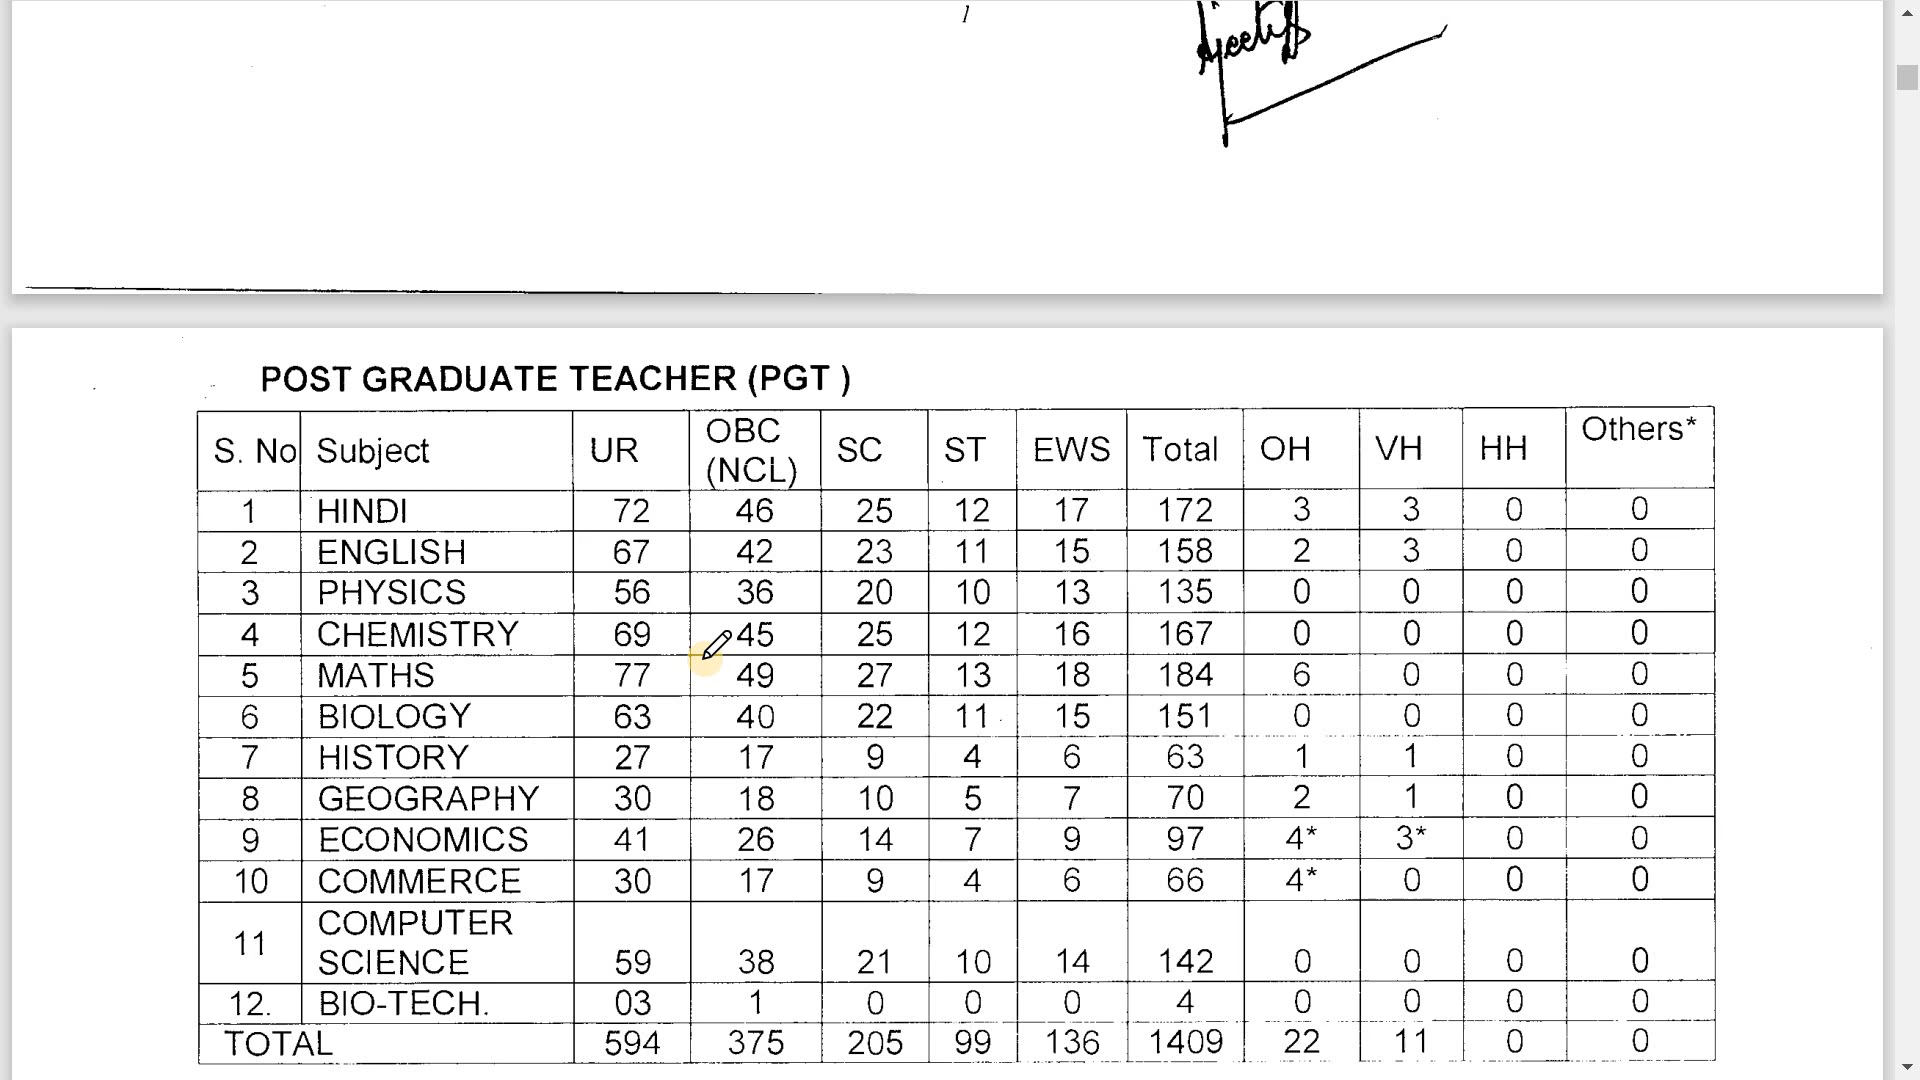 POST GRADUATE TEACHER (PGT )
S. No Subject UR OBC (NCL) SC ST EWS Total OH VH HH Others*
1 HINDI 72 46 25 12 17 172 3 3 0 0
2 ENGLISH 67 42 23 11 15 158 2 3 0 0
3 PHYSICS 56 36 20 10 13 135 0 0 0 0
4 CHEMISTRY 69 45 25 12 16 167 0 0 0 0
5 MATHS 77 49 27 13 18 184 6 0 0 0
6 BIOLOGY 63 40 22 11 15 151 0 0 0 0
7 HISTORY 27 17 9 4 6 63 1 1 0 0
8 GEOGRAPHY 30 18 10 5 7 70 2 1 0 0
9 ECONOMICS 41 26 14 7 9 97 4* 3* 0 0
10 COMMERCE 30 17 9 4 6 66 4* 0 0 0
11 COMPUTER SCIENCE 59 38 21 10 14 142 0 0 0 0
12. BIO-TECH. 03 1 0 0 0 4 0 0 0 0
TOTAL 594 375 205 99 136 1409 22 11 0 0